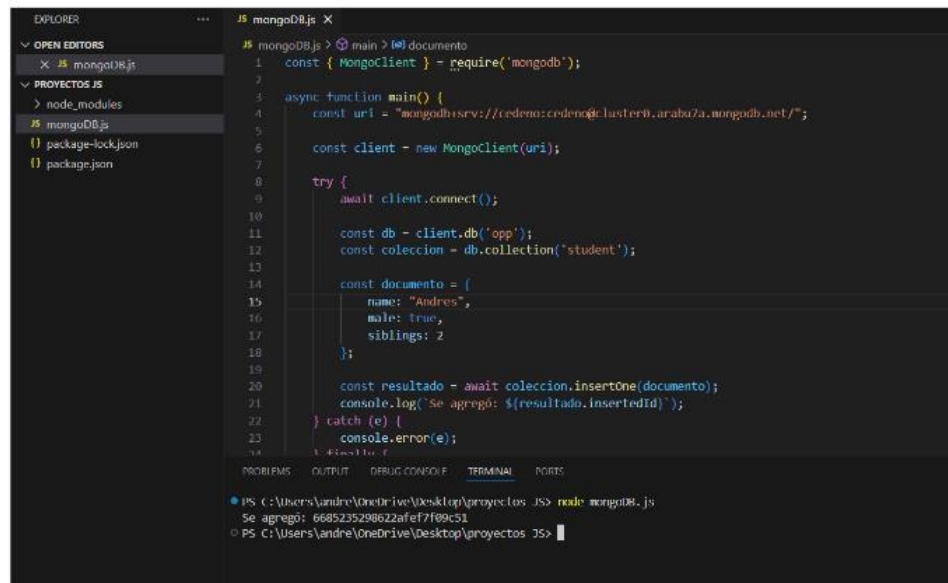 EXPLORER ...
OPEN EDITORS
JS mongoDB.js
PROYECTOS JS
node_modules
JS mongoDB.js
{} package-lock.json
{} package.json
JS mongoDB.js X
JS mongoDB.js > main > documento
1 const { MongoClient } = require('mongodb');
2
3 async function main() {
4 const uri = "mongodb+srv://cedeno:cedeno@cluster0.arabu7a.mongodb.net/";
5
6 const client = new MongoClient(uri);
7
8 try {
9 await client.connect();
10
11 const db = client.db('opp');
12 const coleccion = db.collection('student');
13
14 const documento = {
15 name: "Andres",
16 male: true,
17 siblings: 2
18 };
19
20 const resultado = await coleccion.insertOne(documento);
21 console.log(`Se agregó: ${resultado.insertedId}`);
22 } catch (e) {
23 console.error(e);
24 } finally {
PROBLEMS OUTPUT DEBUG CONSOLE TERMINAL PORTS
PS C:\Users\andre\OneDrive\Desktop\proyectos JS> node mongoDB.js
Se agregó: 6685235298622afef7f09c51
PS C:\Users\andre\OneDrive\Desktop\proyectos JS>